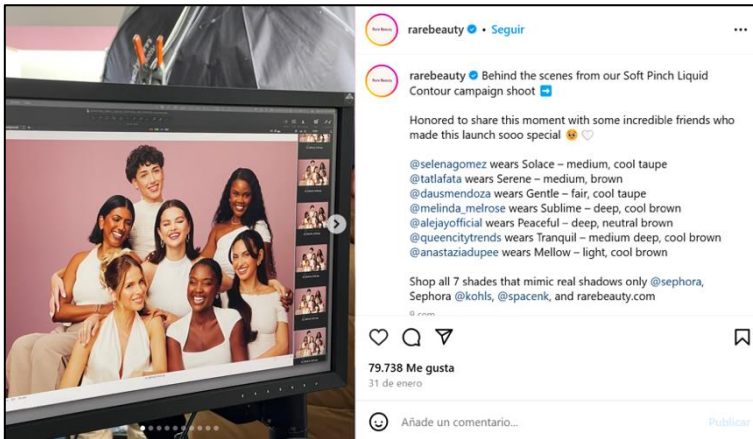 rarebeauty • Seguir
rarebeauty Behind the scenes from our Soft Pinch Liquid
Contour campaign shoot ➡️
Honored to share this moment with some incredible friends who
made this launch sooo special 🥹 🤍
@selenagomez wears Solace – medium, cool taupe
@tatlafata wears Serene – medium, brown
@dausmendoza wears Gentle – fair, cool taupe
@melinda_melrose wears Sublime – deep, cool brown
@alejayofficial wears Peaceful – deep, neutral brown
@queencitytrends wears Tranquil – medium deep, cool brown
@anastaziadupee wears Mellow – light, cool brown
Shop all 7 shades that mimic real shadows only @sephora,
Sephora @kohls, @spacenk, and rarebeauty.com
9 sem
79.738 Me gusta
31 de enero
Añade un comentario...
Publicar